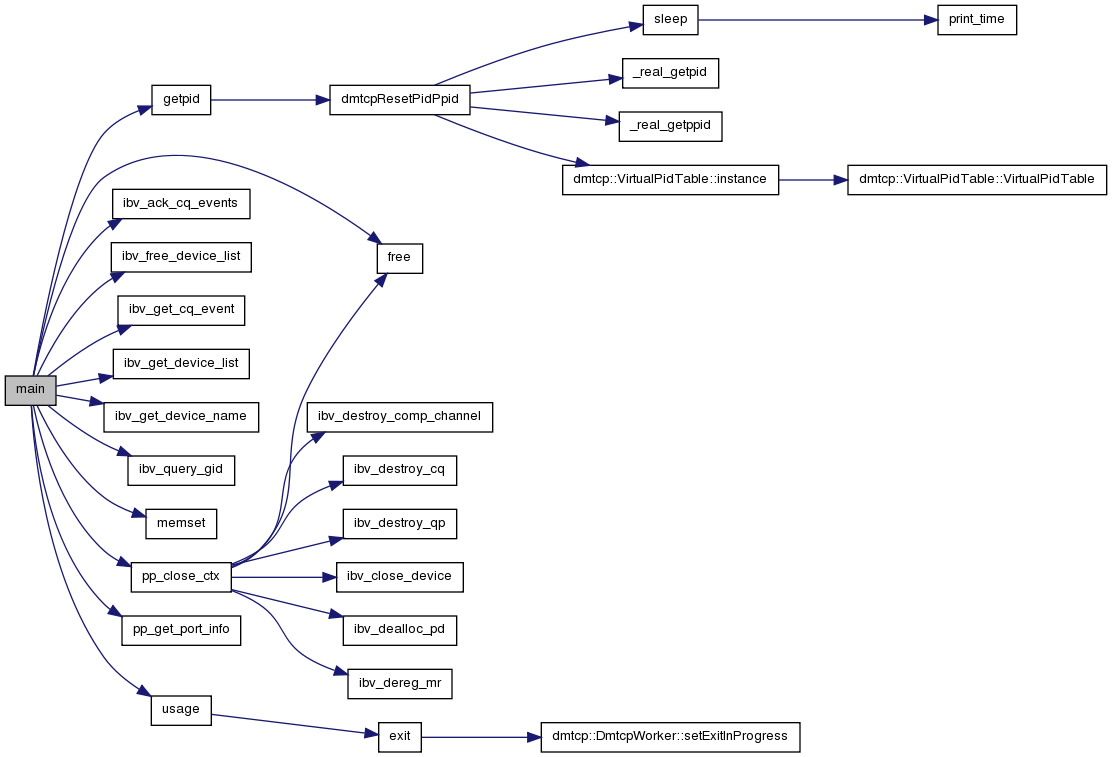 sleep
print_time
_real_getpid
getpid
dmtcpResetPidPpid
_real_getppid
dmtcp::VirtualPidTable::instance
dmtcp::VirtualPidTable::VirtualPidTable
ibv_ack_cq_events
ibv_free_device_list
free
ibv_get_cq_event
ibv_get_device_list
main
ibv_get_device_name
ibv_destroy_comp_channel
ibv_query_gid
ibv_destroy_cq
memset
ibv_destroy_qp
pp_close_ctx
ibv_close_device
pp_get_port_info
ibv_dealloc_pd
ibv_dereg_mr
usage
exit
dmtcp::DmtcpWorker::setExitInProgress